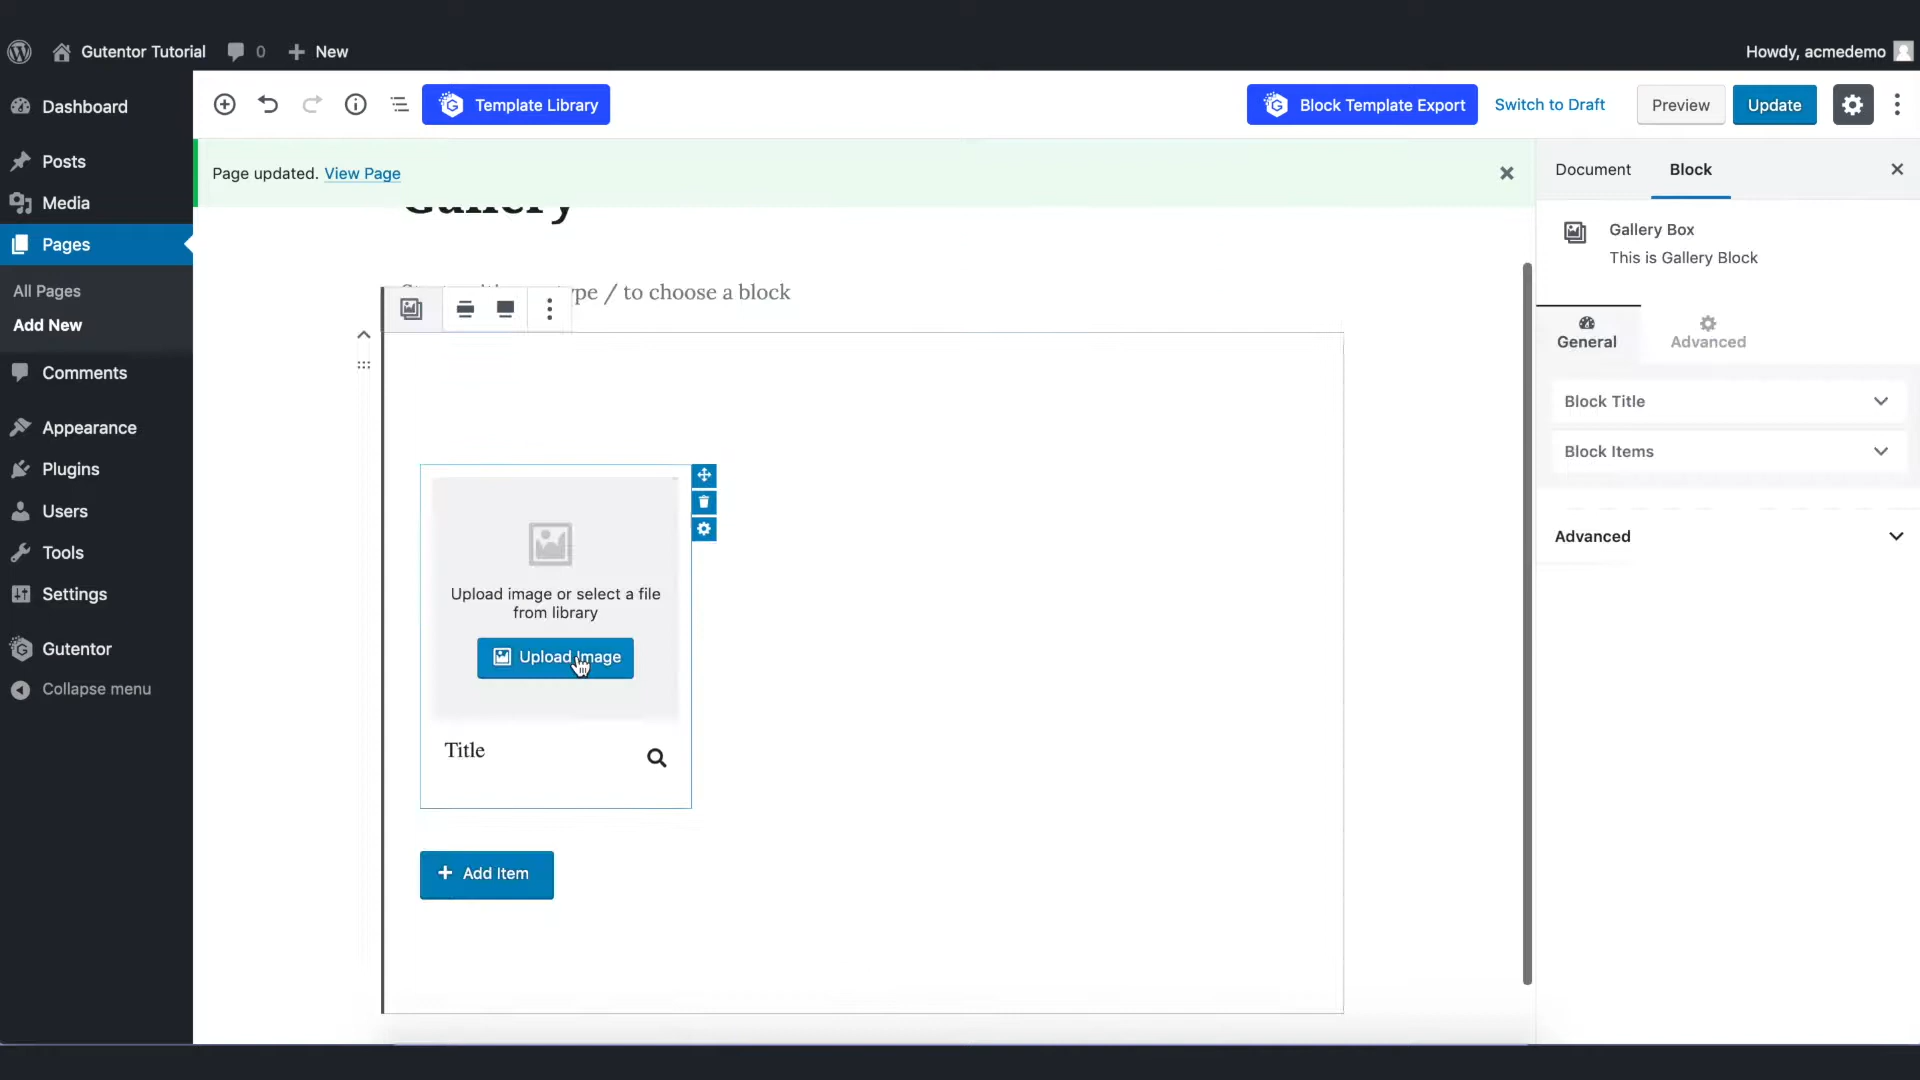 Gutentor Tutorial 0 New Howdy, acmedemo
Dashboard
Posts
Media
Pages
All Pages
Add New
Comments
Appearance
Plugins
Users
Tools
Settings
Gutentor
Collapse menu
Template Library Block Template Export Switch to Draft Preview Update
Page updated. View Page
Gallery
type / to choose a block
Upload image or select a file
from library
Upload Image
Title
Add Item
Document Block
Gallery Box
This is Gallery Block
General Advanced
Block Title
Block Items
Advanced